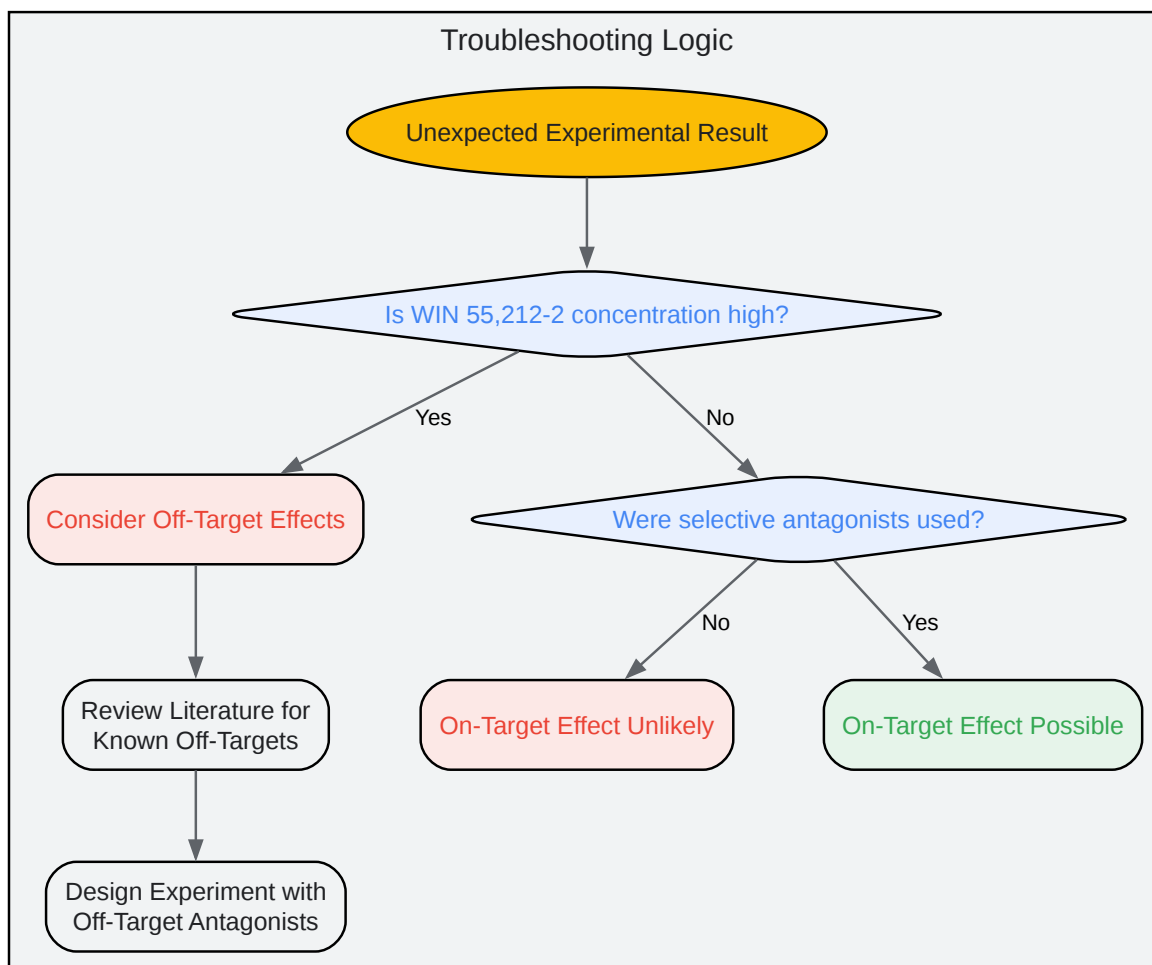 Troubleshooting Logic
Unexpected Experimental Result
Is WIN 55,212-2 concentration high?
Yes
No
Consider Off-Target Effects
Were selective antagonists used?
No
Yes
Review Literature for
Known Off-Targets
On-Target Effect Unlikely
On-Target Effect Possible
Design Experiment with
Off-Target Antagonists